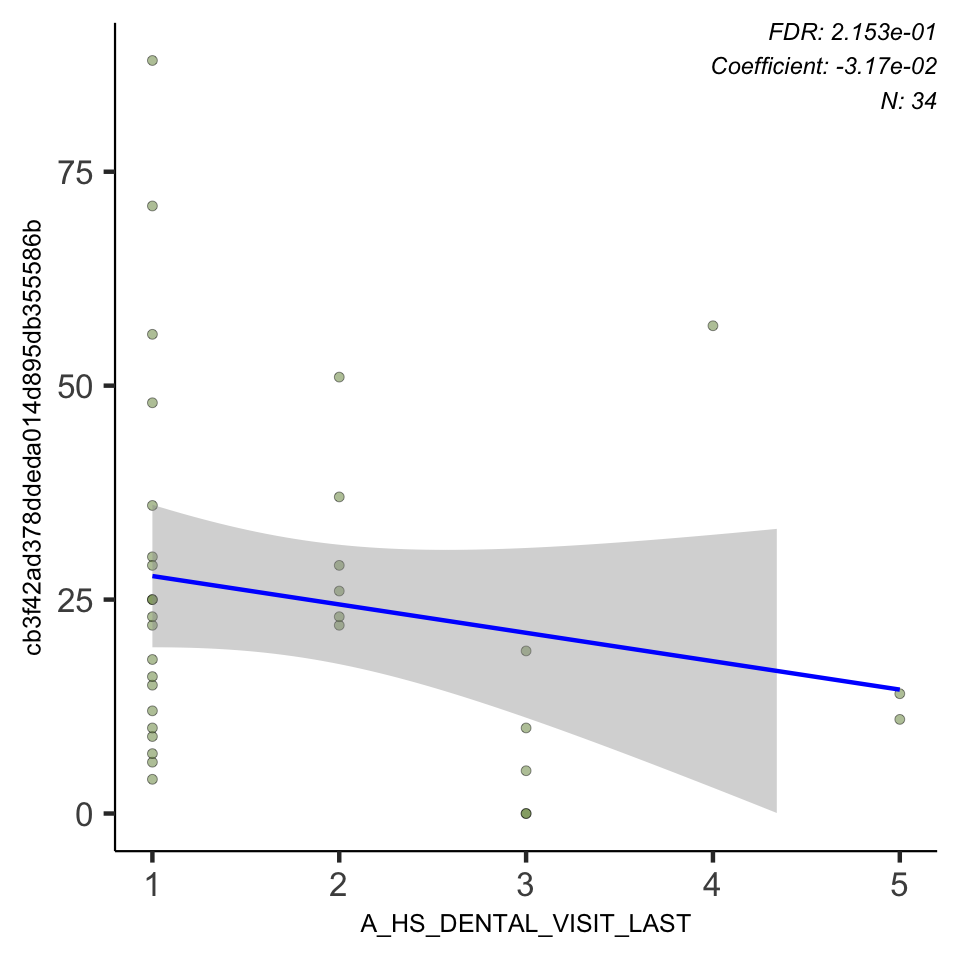 FDR: 2.153e-01
Coefficient: -3.17e-02
N: 34
75
50
25
0
cb3f42ad378ddeda014d895db355586b
1 2 3 4 5
A_HS_DENTAL_VISIT_LAST